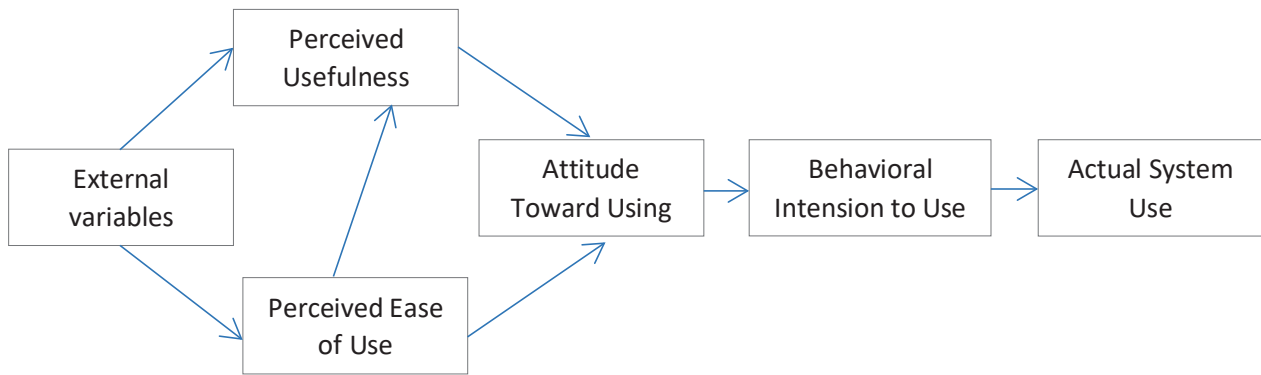 Perceived
Usefulness
External
variables
Perceived Ease
of Use
Attitude
Toward Using
Behavioral
Intension to Use
Actual System
Use